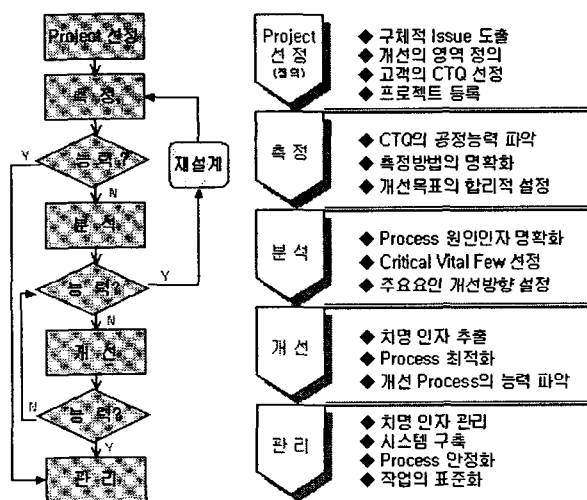 Project 선정
측정
능력?
Y
N
재설계
분석
능력?
Y
N
개선
능력?
N
Y
관리
Project
선 정
(정의)
◆ 구체적 Issue 도출
◆ 개선의 영역 정의
◆ 고객의 CTQ 선정
◆ 프로젝트 등록
측 정
◆ CTQ의 공정능력 파악
◆ 측정방법의 명확화
◆ 개선목표의 합리적 설정
분 석
◆ Process 원인인자 명확화
◆ Critical Vital Few 선정
◆ 주요요인 개선방향 설정
개 선
◆ 치명 인자 추출
◆ Process 최적화
◆ 개선 Process의 능력 파악
관 리
◆ 치명 인자 관리
◆ 시스템 구축
◆ Process 안정화
◆ 작업의 표준화